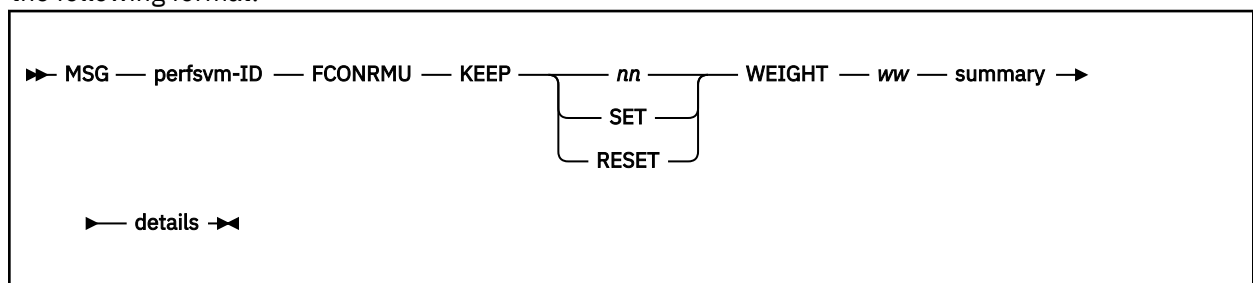 the following format:
MSG perfsvm-ID FCONRMU KEEP nn WEIGHT ww summary
SET
RESET
details